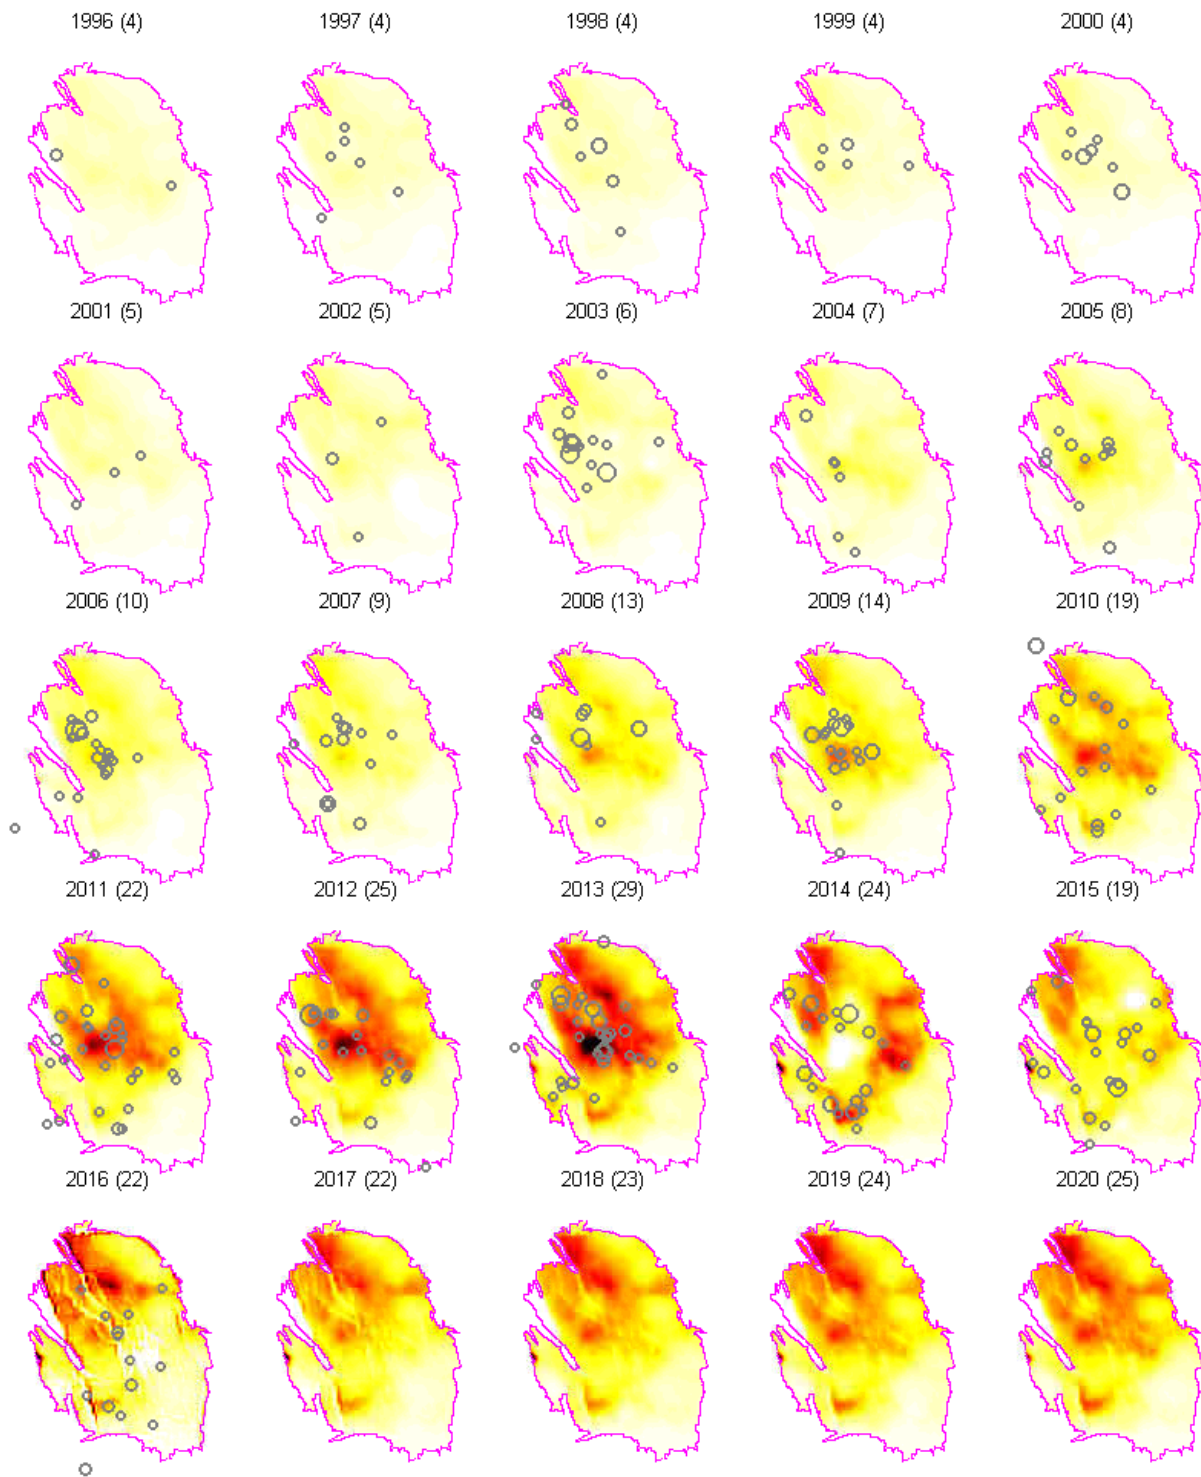 1996 (4) 1997 (4) 1998 (4) 1999 (4) 2000 (4)
2001 (5) 2002 (5) 2003 (6) 2004 (7) 2005 (8)
2006 (10) 2007 (9) 2008 (13) 2009 (14) 2010 (19)
2011 (22) 2012 (25) 2013 (29) 2014 (24) 2015 (19)
2016 (22) 2017 (22) 2018 (23) 2019 (24) 2020 (25)